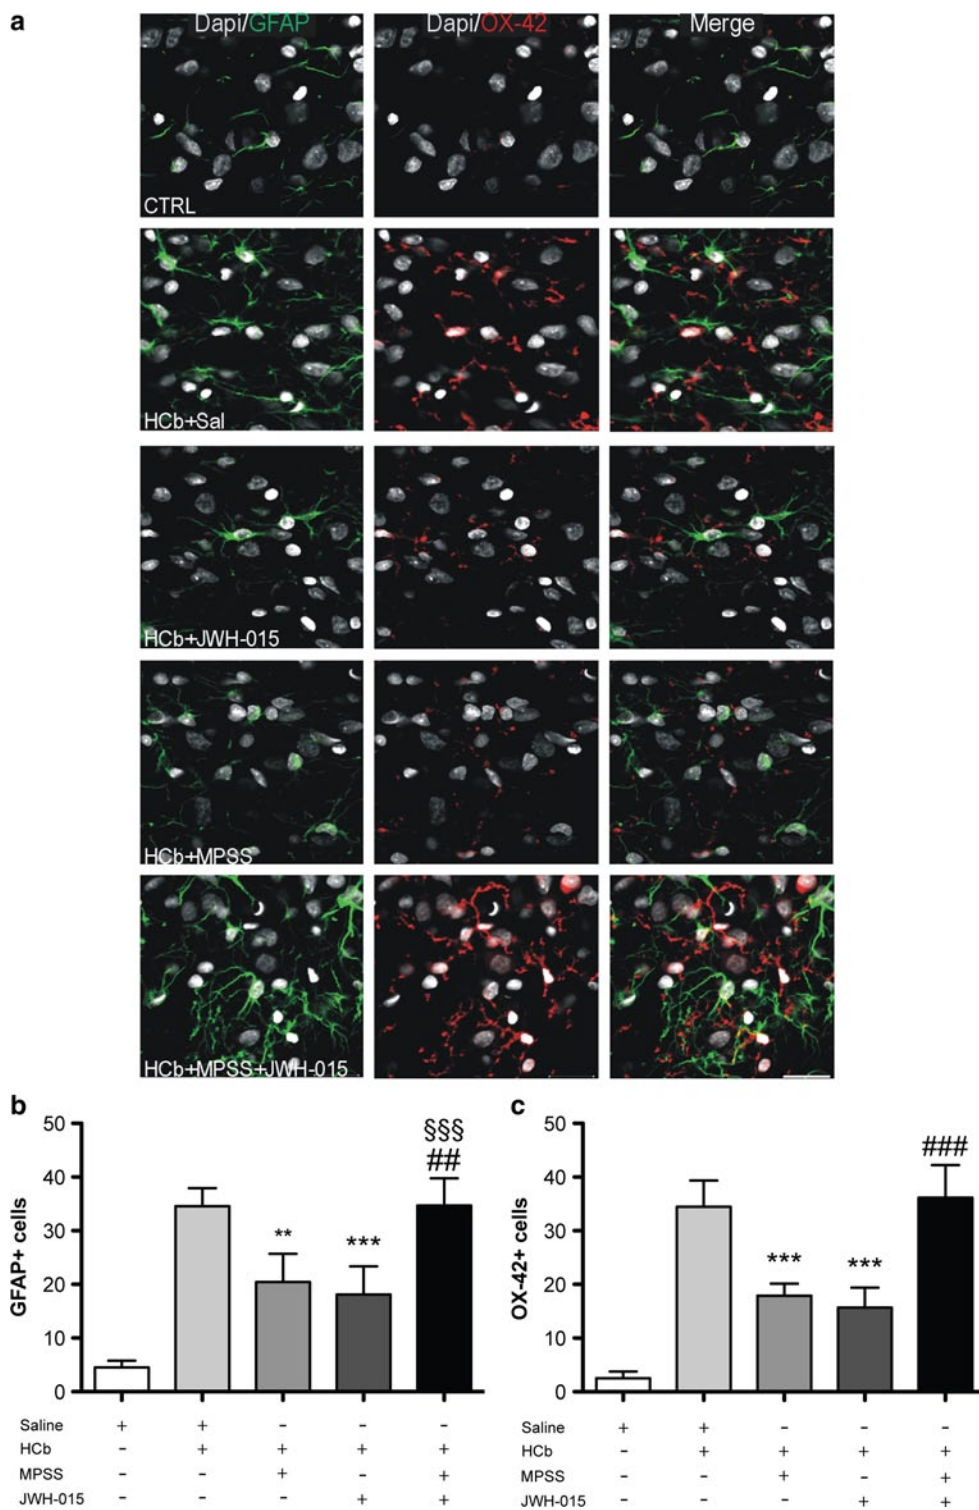 a
Dapi/GFAP Dapi/OX-42 Merge
CTRL
HCb+Sal
HCb+JWH-015
HCb+MPSS
HCb+MPSS+JWH-015
b
50
40
30
20
10
0
GFAP+ cells
** *** §§§
##
Saline + + - - -
HCb - + + + +
MPSS - - + - +
JWH-015 - - - + +
c
50
40
30
20
10
0
OX-42+ cells
*** *** ###
Saline + + - - -
HCb - + + + +
MPSS - - + - +
JWH-015 - - - + +